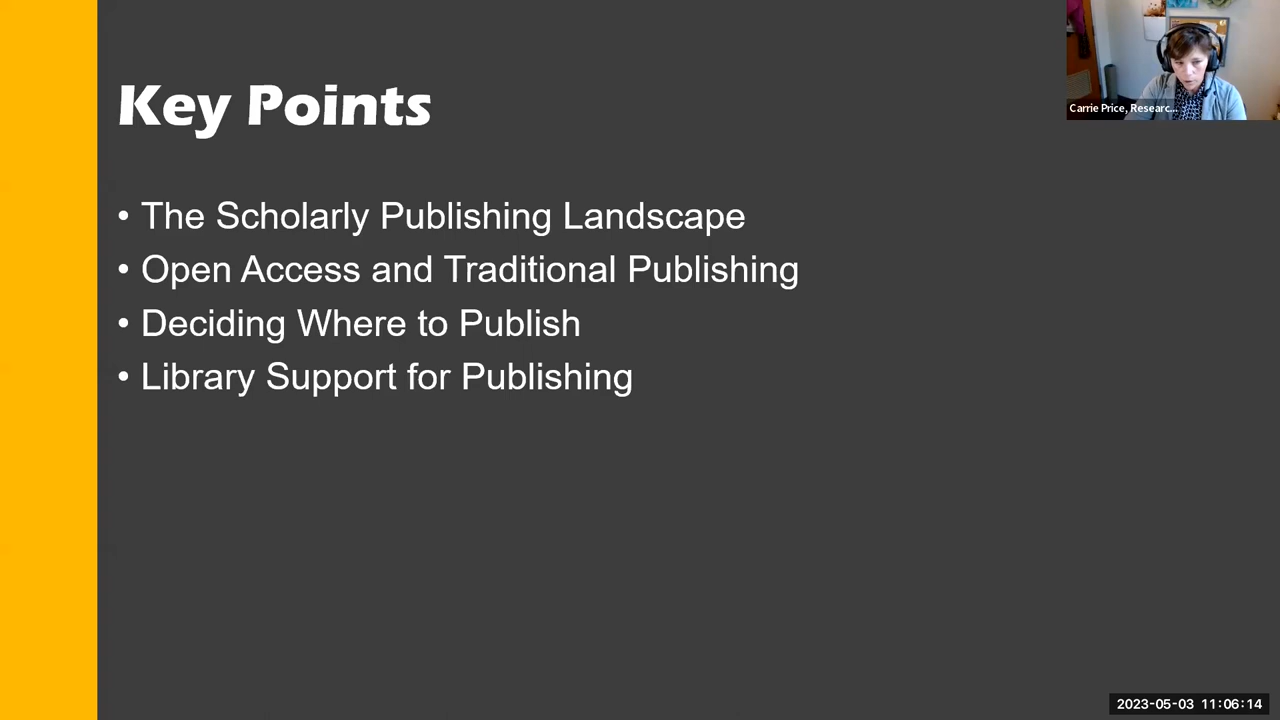 Key Points
• The Scholarly Publishing Landscape
• Open Access and Traditional Publishing
• Deciding Where to Publish
• Library Support for Publishing
Carrie Price, Researc...
2023-05-03 11:06:14